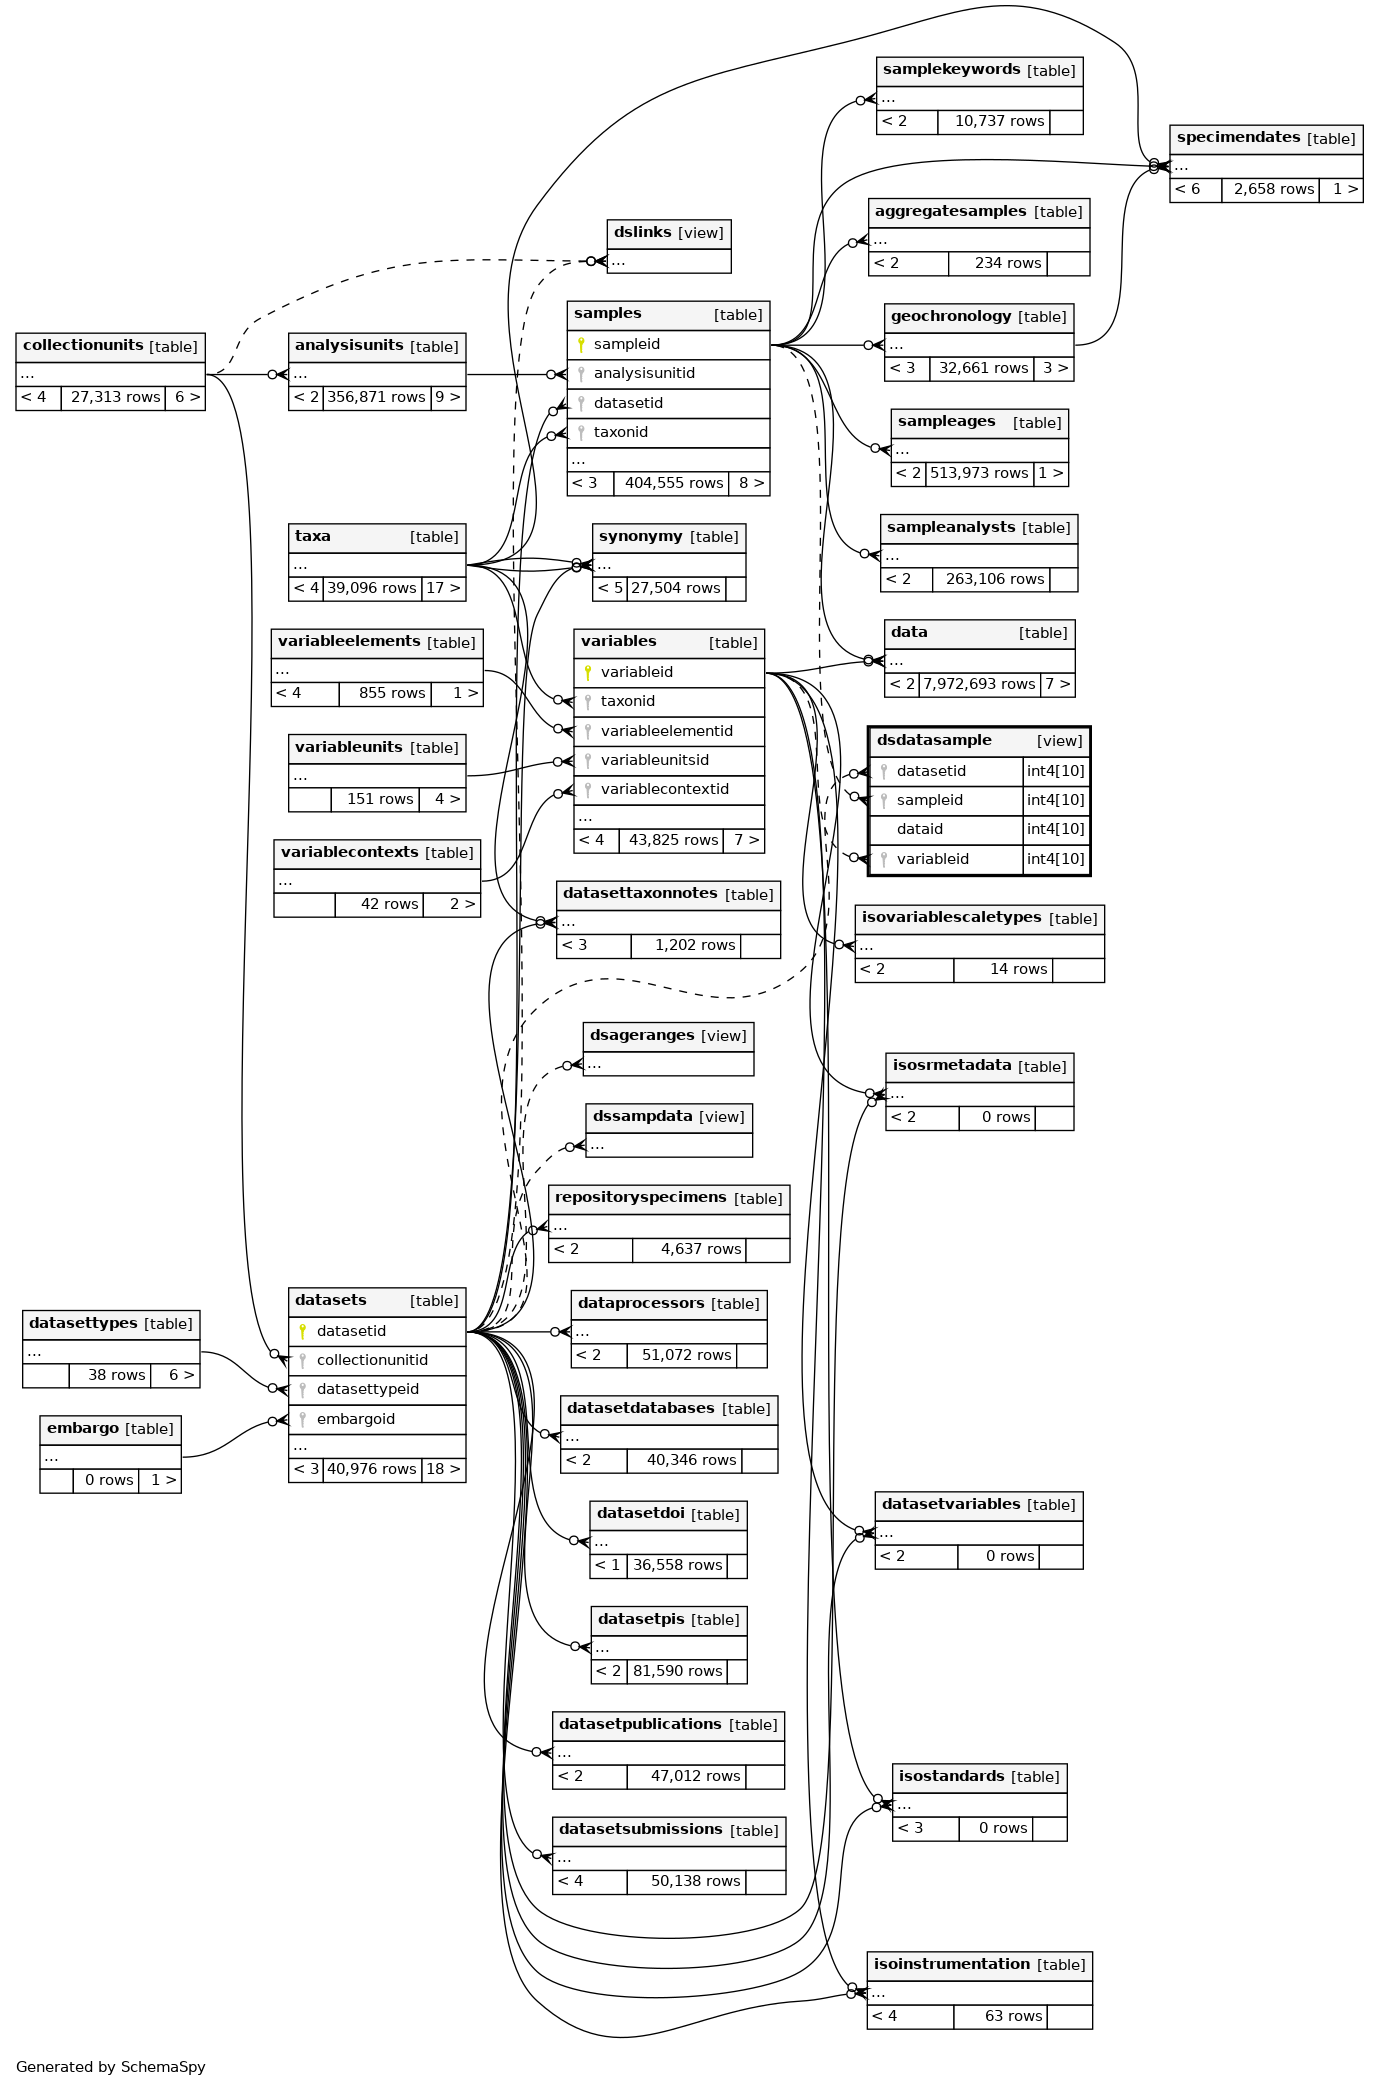 samplekeywords [table]
...
< 2 10,737 rows
specimendates [table]
...
< 6 2,658 rows 1 >
aggregatesamples [table]
...
< 2 234 rows
dslinks [view]
...
samples [table]
sampleid
analysisunitid
datasetid
taxonid
...
< 3 404,555 rows 8 >
geochronology [table]
...
< 3 32,661 rows 3 >
collectionunits [table]
...
< 4 27,313 rows 6 >
analysisunits [table]
...
< 2 356,871 rows 9 >
sampleages [table]
...
< 2 513,973 rows 1 >
sampleanalysts [table]
...
< 2 263,106 rows
taxa [table]
...
< 4 39,096 rows 17 >
synonymy [table]
...
< 5 27,504 rows
variableelements [table]
...
< 4 855 rows 1 >
variables [table]
variableid
taxonid
variableelementid
variableunitsid
variablecontextid
...
< 4 43,825 rows 7 >
data [table]
...
< 2 7,972,693 rows 7 >
variableunits [table]
...
151 rows 4 >
dsdatasample [view]
datasetid int4[10]
sampleid int4[10]
dataid int4[10]
variableid int4[10]
variablecontexts [table]
...
42 rows 2 >
datasettaxonnotes [table]
...
< 3 1,202 rows
isovariablescaletypes [table]
...
< 2 14 rows
dsageranges [view]
...
isosrmetadata [table]
...
< 2 0 rows
dssampdata [view]
...
repositoryspecimens [table]
...
< 2 4,637 rows
datasets [table]
datasetid
collectionunitid
datasettypeid
embargoid
...
< 3 40,976 rows 18 >
datasettypes [table]
...
38 rows 6 >
embargo [table]
...
0 rows 1 >
dataprocessors [table]
...
< 2 51,072 rows
datasetdatabases [table]
...
< 2 40,346 rows
datasetdoi [table]
...
< 1 36,558 rows
datasetvariables [table]
...
< 2 0 rows
datasetpis [table]
...
< 2 81,590 rows
datasetpublications [table]
...
< 2 47,012 rows
isostandards [table]
...
< 3 0 rows
datasetsubmissions [table]
...
< 4 50,138 rows
isoinstrumentation [table]
...
< 4 63 rows
Generated by SchemaSpy